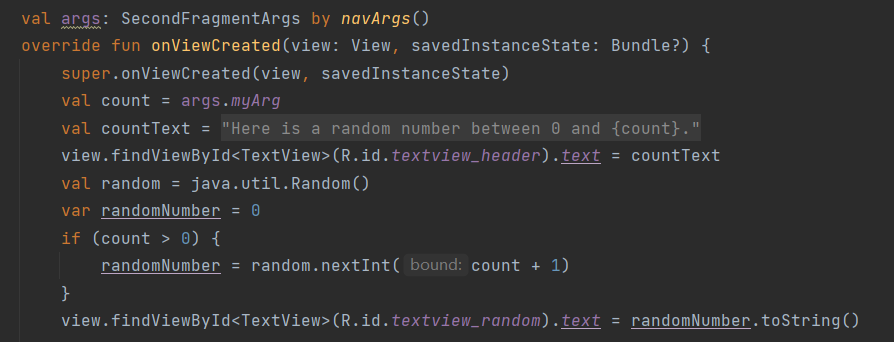 val args: SecondFragmentArgs by navArgs()
override fun onViewCreated(view: View, savedInstanceState: Bundle?) {
    super.onViewCreated(view, savedInstanceState)
    val count = args.myArg
    val countText = "Here is a random number between 0 and {count}."
    view.findViewById<TextView>(R.id.textview_header).text = countText
    val random = java.util.Random()
    var randomNumber = 0
    if (count > 0) {
        randomNumber = random.nextInt( bound: count + 1)
    }
    view.findViewById<TextView>(R.id.textview_random).text = randomNumber.toString()